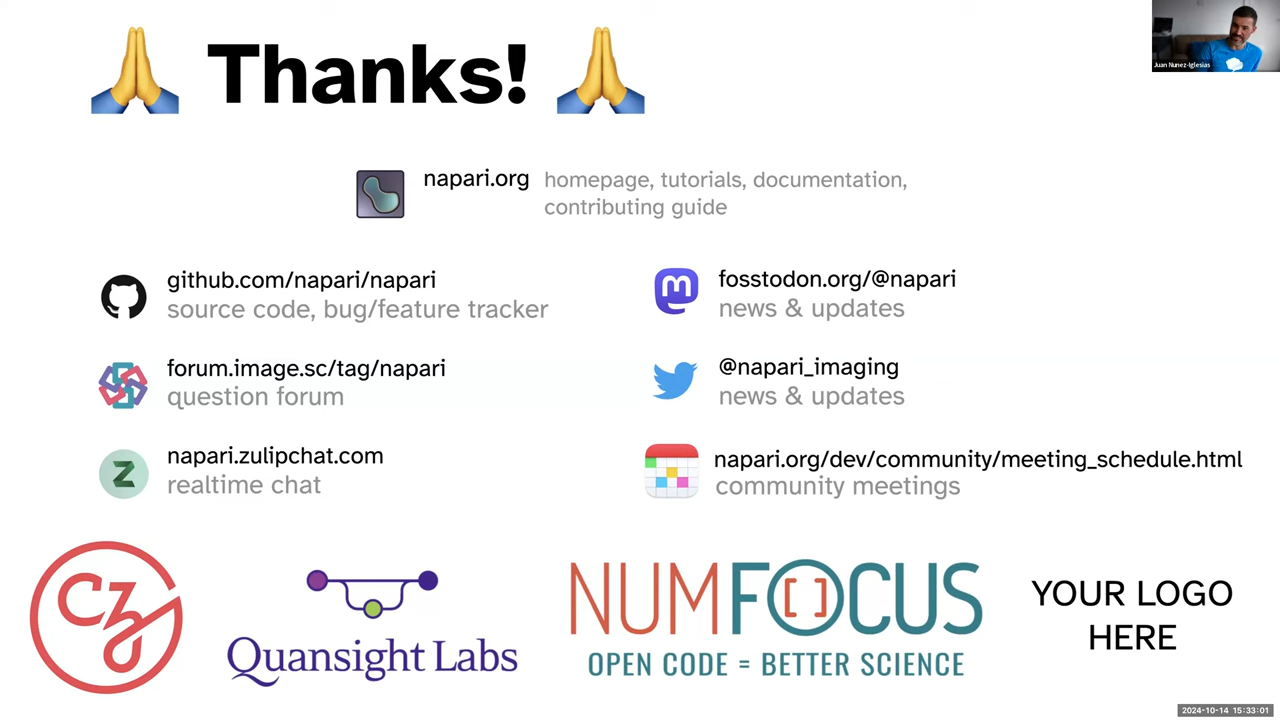 Thanks!
Juan Nunez-Iglesias
napari.org
homepage, tutorials, documentation,
contributing guide
github.com/napari/napari
source code, bug/feature tracker
fosstodon.org/@napari
news & updates
forum.image.sc/tag/napari
question forum
@napari_imaging
news & updates
napari.zulipchat.com
realtime chat
napari.org/dev/community/meeting_schedule.html
community meetings
CZI
Quansight Labs
NUMFOCUS
OPEN CODE = BETTER SCIENCE
YOUR LOGO
HERE
2024-10-14 15:33:01